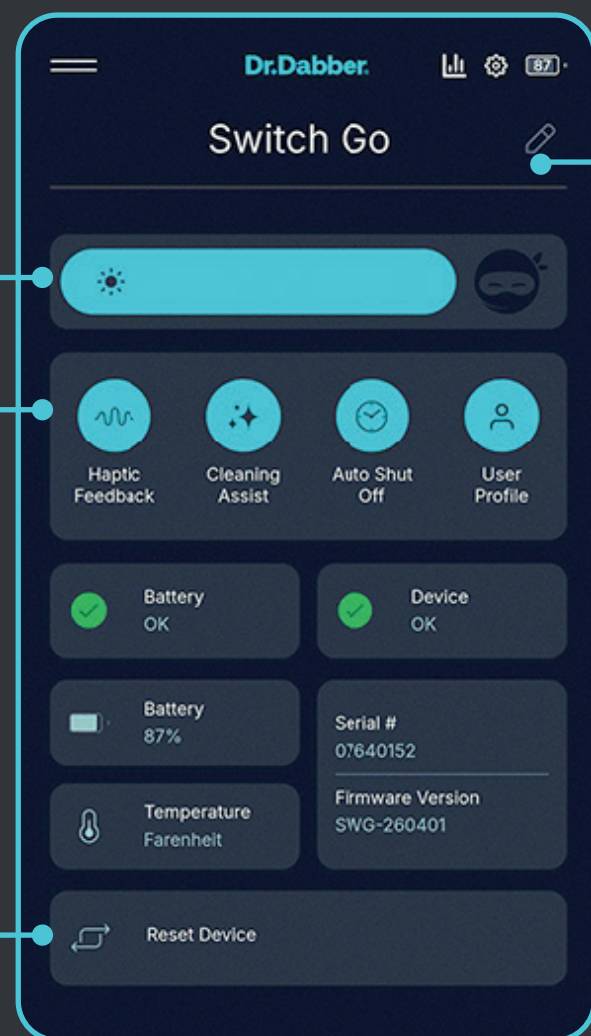 Dr.Dabber.
87
Switch Go
Haptic
Feedback
Cleaning
Assist
Auto Shut
Off
User
Profile
Battery
OK
Device
OK
Battery
87%
Serial #
07640152
Temperature
Farenheit
Firmware Version
SWG-260401
Reset Device